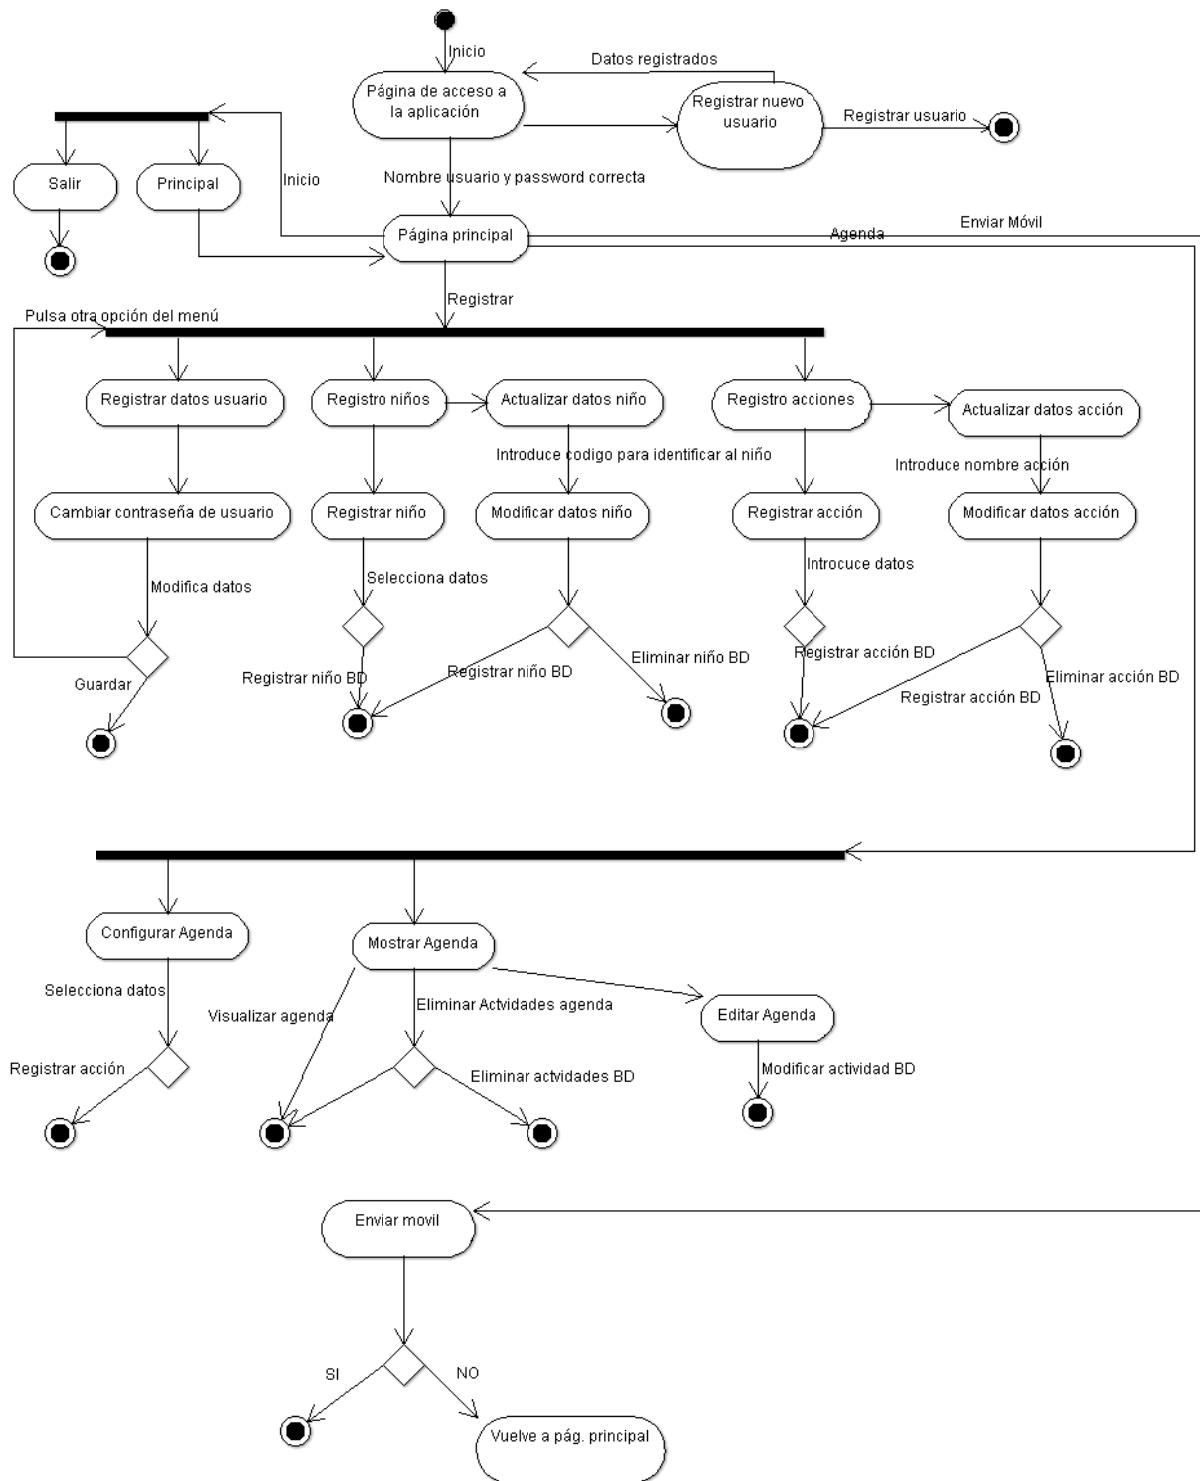 Inicio
Datos registrados
Página de acceso a
la aplicación
Registrar nuevo
usuario
Registrar usuario
Salir
Principal
Inicio
Nombre usuario y password correcta
Página principal
Agenda
Enviar Móvil
Registrar
Pulsa otra opción del menú
Registrar datos usuario
Registro niños
Actualizar datos niño
Registro acciones
Actualizar datos acción
Introduce codigo para identificar al niño
Introduce nombre acción
Cambiar contraseña de usuario
Registrar niño
Modificar datos niño
Registrar acción
Modificar datos acción
Modifica datos
Selecciona datos
Introcuce datos
Guardar
Registrar niño BD
Registrar niño BD
Eliminar niño BD
Registrar acción BD
Registrar acción BD
Eliminar acción BD
Configurar Agenda
Mostrar Agenda
Selecciona datos
Visualizar agenda
Eliminar Actvidades agenda
Editar Agenda
Registrar acción
Eliminar actvidades BD
Modificar actividad BD
Enviar movil
SI
NO
Vuelve a pág. principal